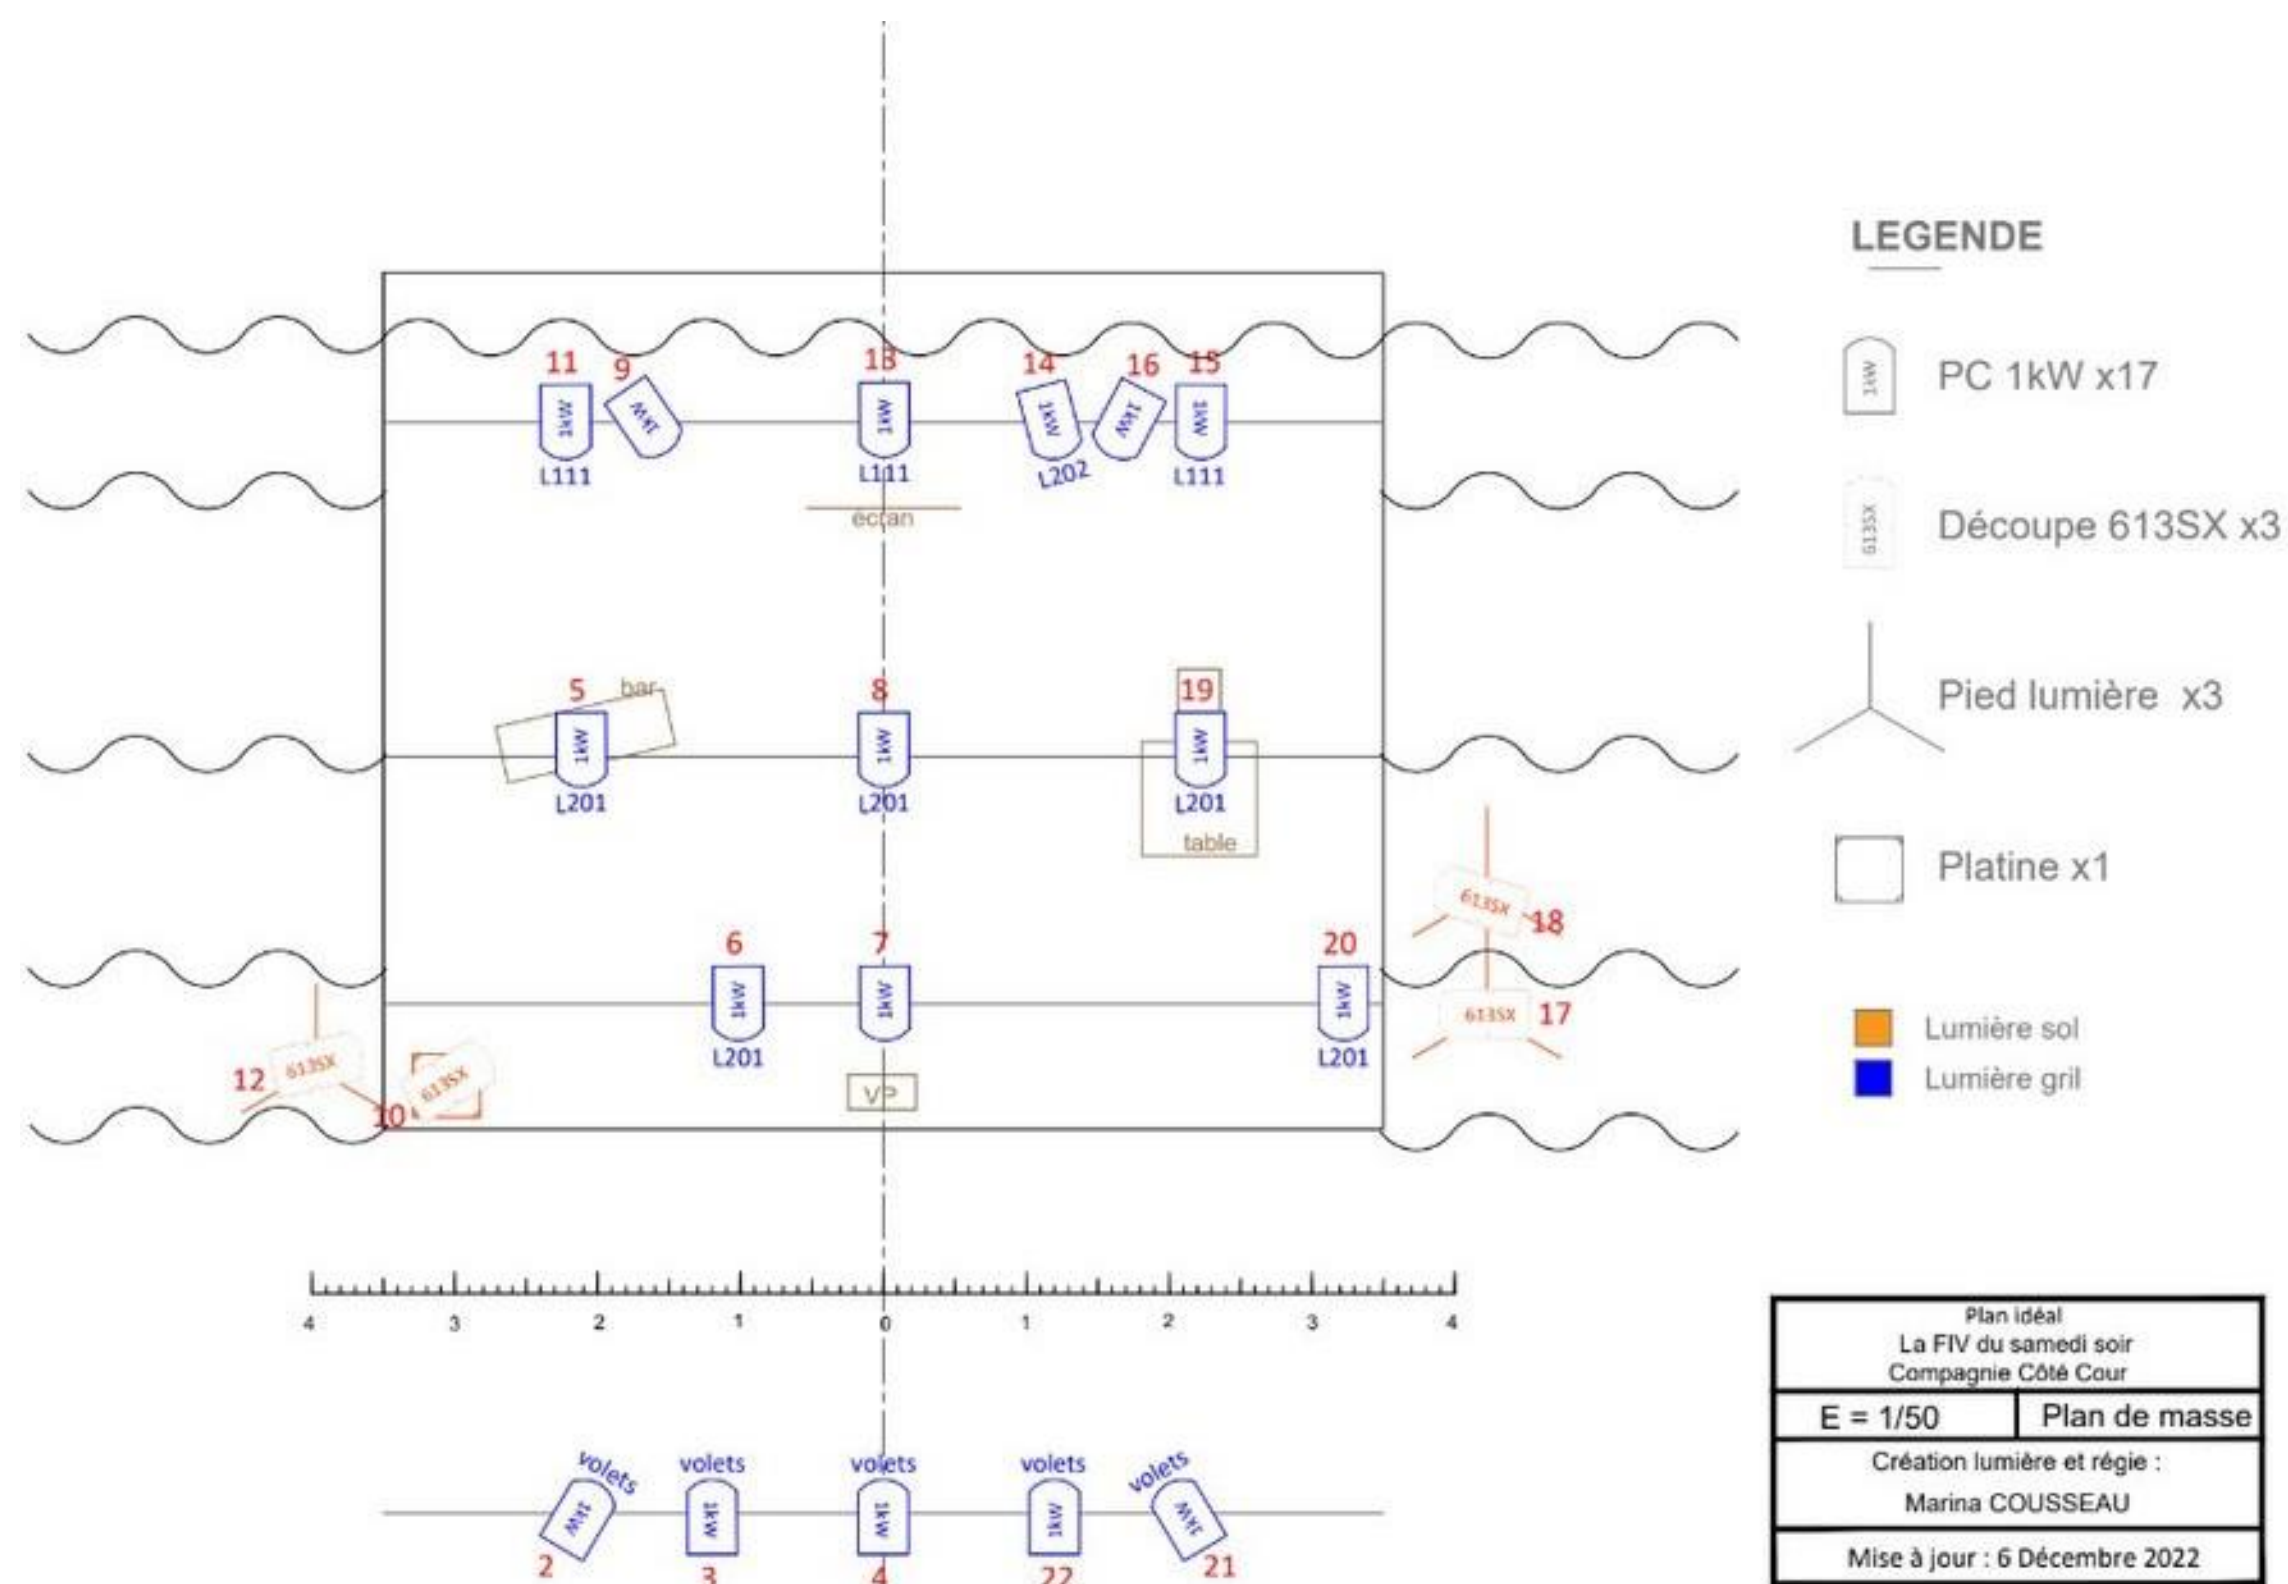 LEGENDE
PC 1kW x17
Découpe 613SX x3
Pied lumière x3
Platine x1
Lumière sol
Lumière gril
11 9 13 14 16 15
1kW 1kW 1kW 1kW 1kW 1kW
L111 L111 L202 L111
écran
5 bar 8 19
1kW 1kW 1kW
L201 L201 L201
table
613SX 18
6 7 20
1kW 1kW 1kW
613SX 17
L201 L201
12 613SX 613SX
10
VP
4 3 2 1 0 1 2 3 4
volets volets volets volets volets
1kW 1kW 1kW 1kW 1kW
2 3 4 22 21
1kW
613SX
Plan idéal
La FIV du samedi soir
Compagnie Côté Cour
E = 1/50 Plan de masse
Création lumière et régie :
Marina COUSSEAU
Mise à jour : 6 Décembre 2022